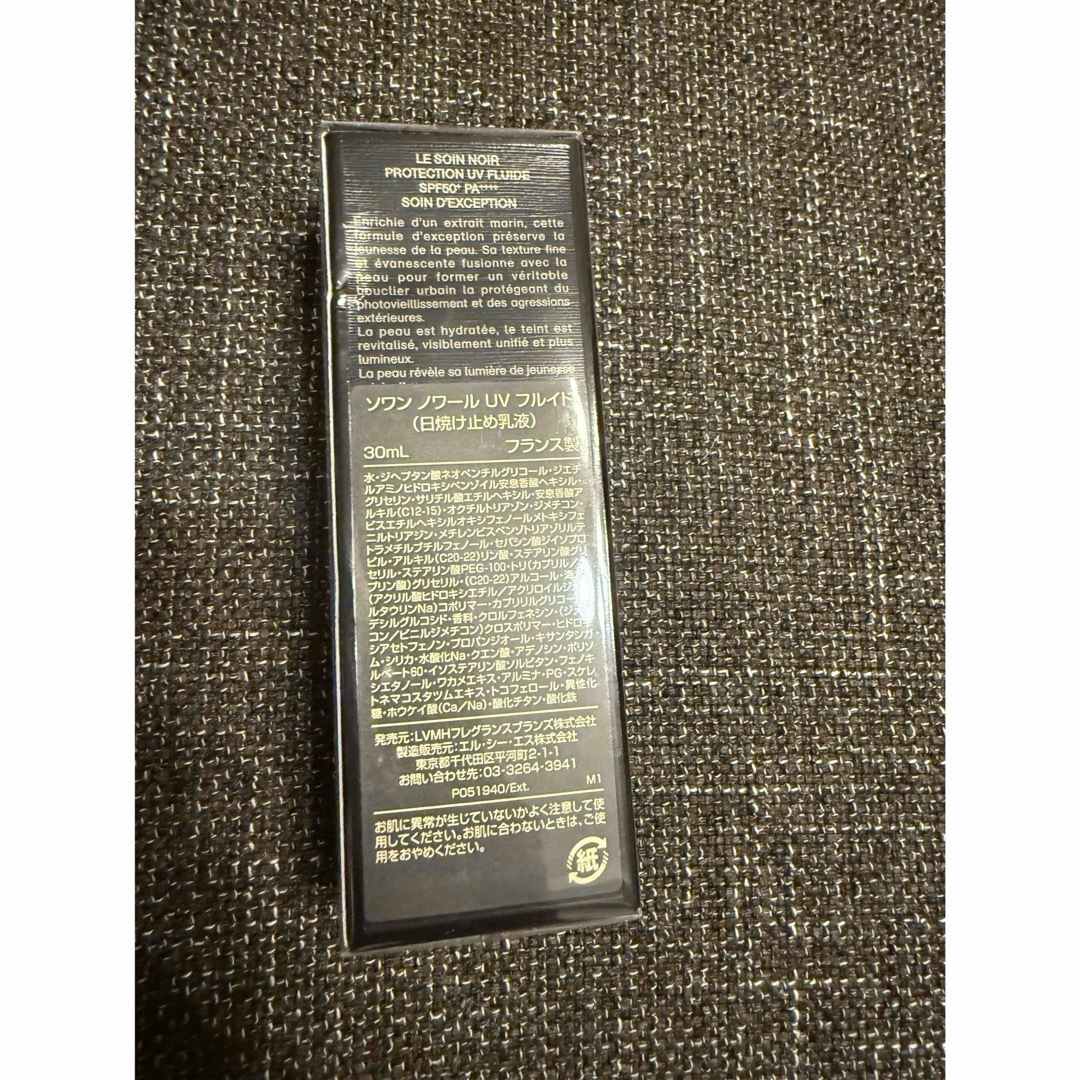 LE SOIN NOIR
PROTECTION UV FLUIDE
SPF50+ PA++++
SOIN D'EXCEPTION
Enrichie d'un extrait marin, cette
formule d'exception préserve la
jeunesse de la peau. Sa texture fine
et évanescente fusionne avec la
peau pour former un véritable
bouclier urbain la protégeant du
photovieillissement et des agressions
extérieures.
La peau est hydratée, le teint est
revitalisé, visiblement unifié et plus
lumineux.
La peau révèle sa lumière de jeunesse
ソワン ノワール UV フルイド
(日焼け止め乳液)
30mL フランス製
水・ジヘプタン酸ネオペンチルグリコール・ジエチ
ルアミノヒドロキシベンゾイル安息香酸ヘキシル・
グリセリン・サリチル酸エチルヘキシル・安息香酸ア
ルキル(C12-15)・オクチルトリアゾン・ジメチコン・
ビスエチルヘキシルオキシフェノールメトキシフェ
ニルトリアジン・メチレンビスベンゾトリアゾリルテ
トラメチルブチルフェノール・セバシン酸ジイソプロ
ピル・アルキル(C20-22)リン酸・ステアリン酸グリ
セリル・ステアリン酸PEG-100・トリ(カプリル/カ
プリン酸)グリセリル・(C20-22)アルコール・海
(アクリル酸ヒドロキシエチル/アクリロイルジメチ
ルタウリンNa)コポリマー・カプリリルグリコール・
デシルグルコシド・香料・クロルフェネシン・(ジメチ
コン/ビニルジメチコン)クロスポリマー・ヒドロキ
シアセトフェノン・プロパンジオール・キサンタンガ
ム・シリカ・水酸化Na・クエン酸・アデノシン・ポリソ
ルベート60・イソステアリン酸ソルビタン・フェノキ
シエタノール・ワカメエキス・アルミナ・PG・スケレ
トネマコスタツムエキス・トコフェロール・異性化
糖・ホウケイ酸(Ca/Na)・酸化チタン・酸化鉄
発売元:LVMHフレグランスブランズ株式会社
製造販売元:エル・シー・エス株式会社
東京都千代田区平河町2-1-1
お問い合わせ先:03-3264-3941
P051940/Ext. M1
お肌に異常が生じていないかよく注意して使
用してください。お肌に合わないときは、ご使
用をおやめください。
紙